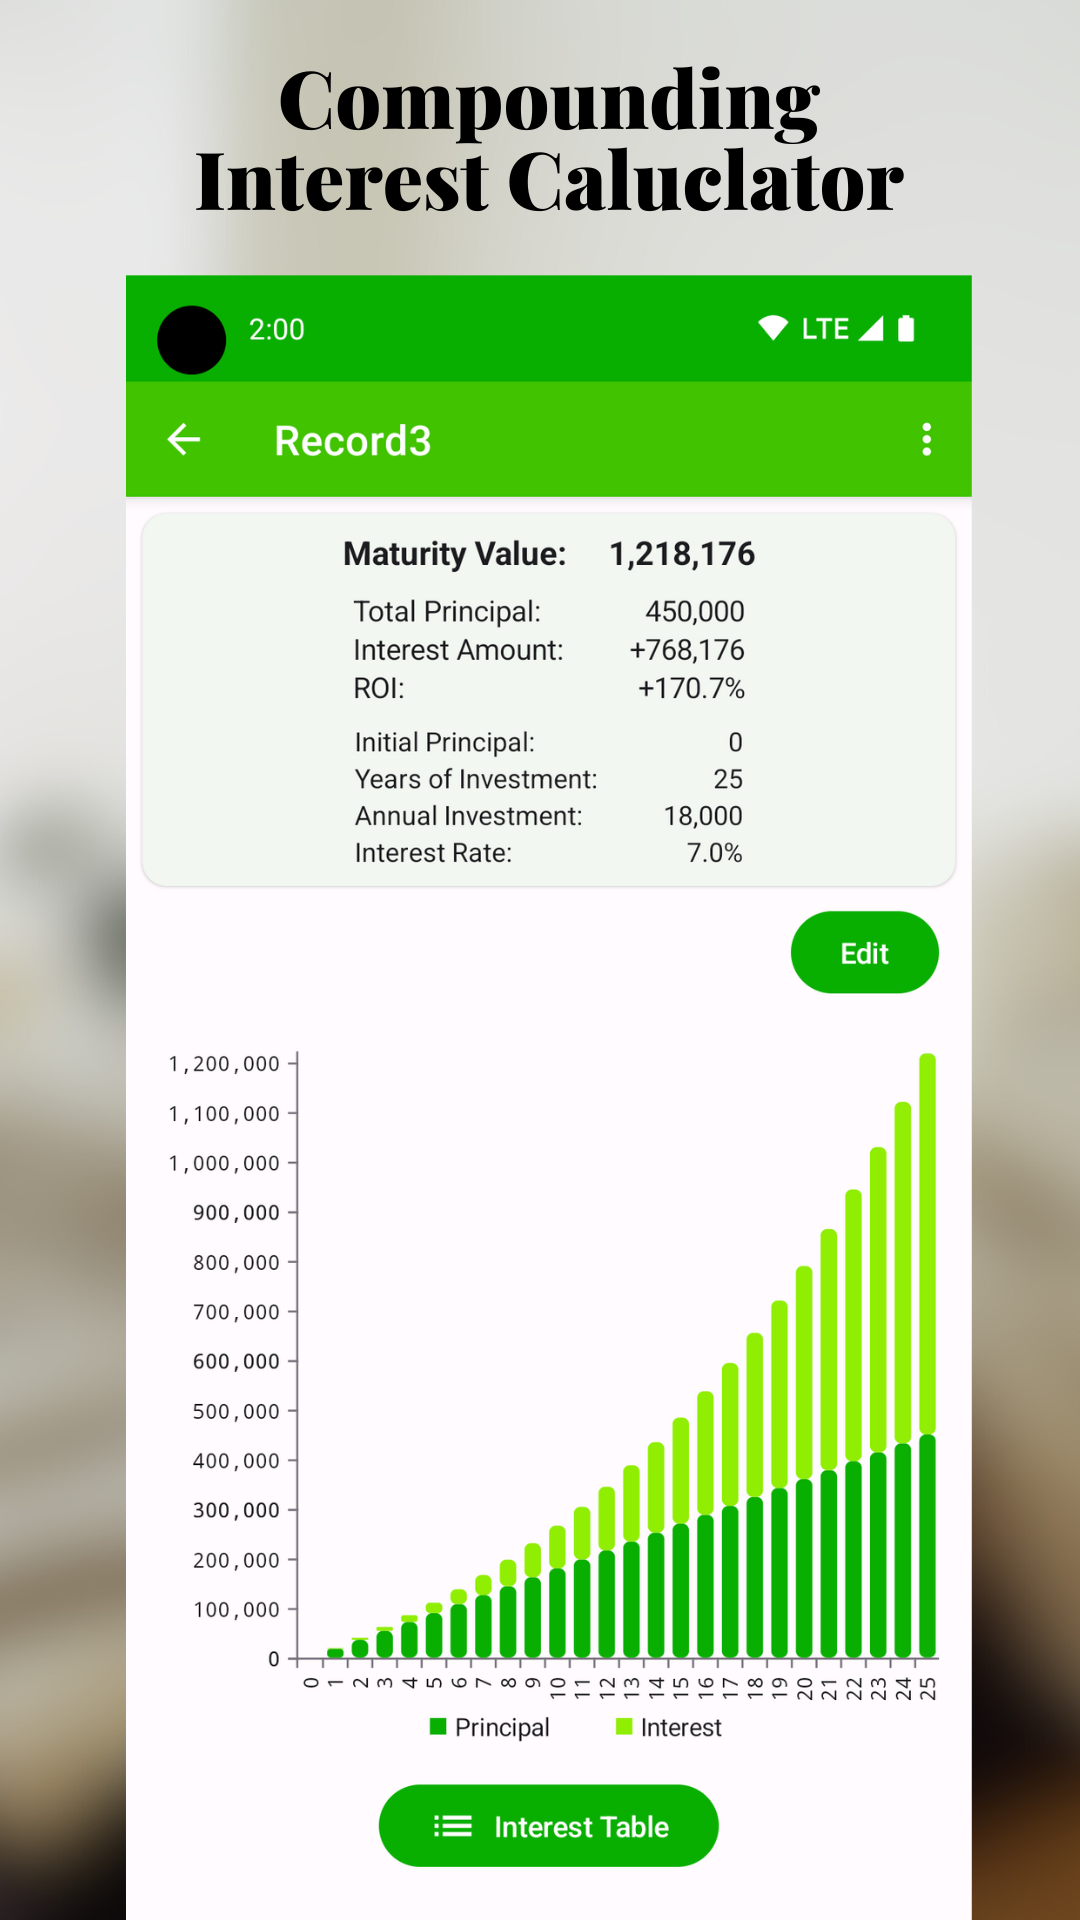 Compounding
Interest Caluclator
2:00 LTE
Record3
Maturity Value: 1,218,176
Total Principal: 450,000
Interest Amount: +768,176
ROI: +170.7%
Initial Principal: 0
Years of Investment: 25
Annual Investment: 18,000
Interest Rate: 7.0%
Edit
1,200,000
1,100,000
1,000,000
900,000
800,000
700,000
600,000
500,000
400,000
300,000
200,000
100,000
0
0 1 2 3 4 5 6 7 8 9 10 11 12 13 14 15 16 17 18 19 20 21 22 23 24 25
Principal Interest
Interest Table